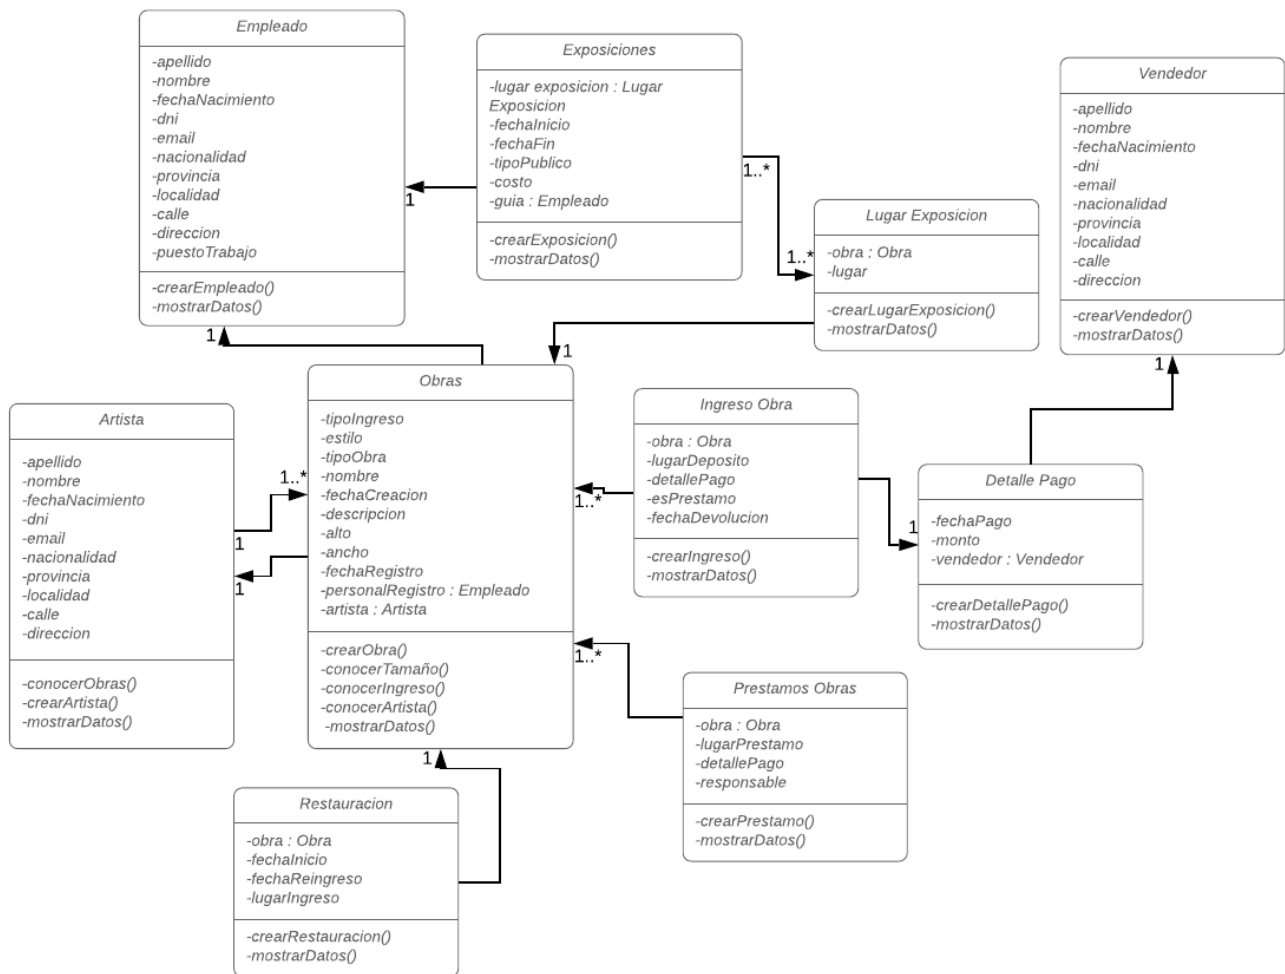 Empleado
-apellido
-nombre
-fechaNacimiento
-dni
-email
-nacionalidad
-provincia
-localidad
-calle
-direccion
-puestoTrabajo
-crearEmpleado()
-mostrarDatos()
1
1
Exposiciones
-lugar exposicion : Lugar
Exposicion
-fechaInicio
-fechaFin
-tipoPublico
-costo
-guia : Empleado
-crearExposicion()
-mostrarDatos()
1..*
1..*
Lugar Exposicion
-obra : Obra
-lugar
-crearLugarExposicion()
-mostrarDatos()
1
Vendedor
-apellido
-nombre
-fechaNacimiento
-dni
-email
-nacionalidad
-provincia
-localidad
-calle
-direccion
-crearVendedor()
-mostrarDatos()
1
Artista
-apellido
-nombre
-fechaNacimiento
-dni
-email
-nacionalidad
-provincia
-localidad
-calle
-direccion
-conocerObras()
-crearArtista()
-mostrarDatos()
1..*
1
1
Obras
-tipoIngreso
-estilo
-tipoObra
-nombre
-fechaCreacion
-descripcion
-alto
-ancho
-fechaRegistro
-personalRegistro : Empleado
-artista : Artista
-crearObra()
-conocerTamaño()
-conocerIngreso()
-conocerArtista()
-mostrarDatos()
1..*
1..*
1
Ingreso Obra
-obra : Obra
-lugarDeposito
-detallePago
-esPrestamo
-fechaDevolucion
-crearIngreso()
-mostrarDatos()
1
Detalle Pago
-fechaPago
-monto
-vendedor : Vendedor
-crearDetallePago()
-mostrarDatos()
Prestamos Obras
-obra : Obra
-lugarPrestamo
-detallePago
-responsable
-crearPrestamo()
-mostrarDatos()
Restauracion
-obra : Obra
-fechaInicio
-fechaReingreso
-lugarIngreso
-crearRestauracion()
-mostrarDatos()